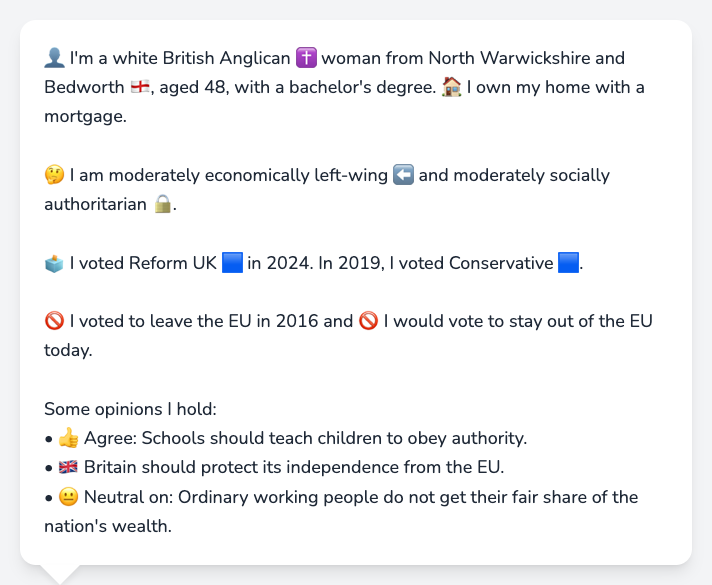 👤 I'm a white British Anglican ✝️ woman from North Warwickshire and
Bedworth 🏴󠁧󠁢󠁥󠁮󠁧󠁿, aged 48, with a bachelor's degree. 🏠 I own my home with a
mortgage.
🤔 I am moderately economically left-wing ⬅️ and moderately socially
authoritarian 🔒.
🗳️ I voted Reform UK 🟦 in 2024. In 2019, I voted Conservative 🟦.
🚫 I voted to leave the EU in 2016 and 🚫 I would vote to stay out of the EU
today.
Some opinions I hold:
• 👍 Agree: Schools should teach children to obey authority.
• 🇬🇧 Britain should protect its independence from the EU.
• 😐 Neutral on: Ordinary working people do not get their fair share of the
nation's wealth.